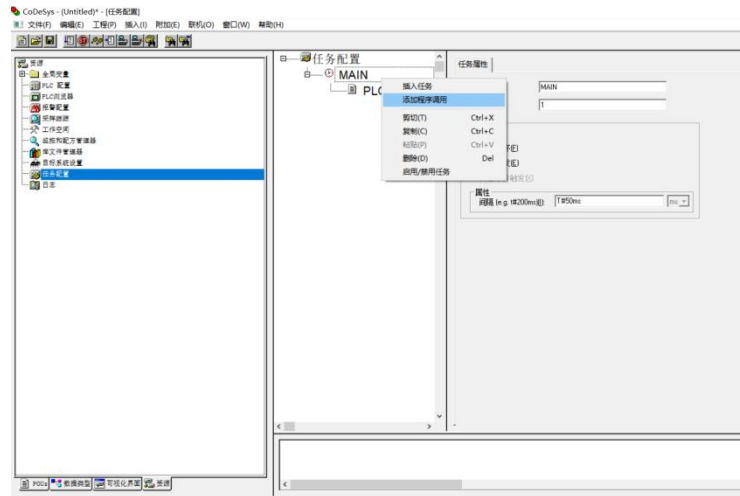 CoDeSys - (Untitled)* - [任务配置]
文件(F) 编辑(E) 工程(P) 插入(I) 附加(E) 联机(O) 窗口(W) 帮助(H)
资源
全局变量
PLC 配置
PLC浏览器
报警配置
采样跟踪
工作空间
监控和配方管理器
库文件管理器
目标系统设置
任务配置
日志
任务配置
MAIN
PLC
插入任务
添加程序调用
剪切(T) Ctrl+X
复制(C) Ctrl+C
粘贴(P) Ctrl+V
删除(D) Del
启用/禁用任务
任务属性
MAIN
1
属性
间隔 (e.g. t#200ms)(I): T#50ms ms
POUs 数据类型 可视化界面 资源